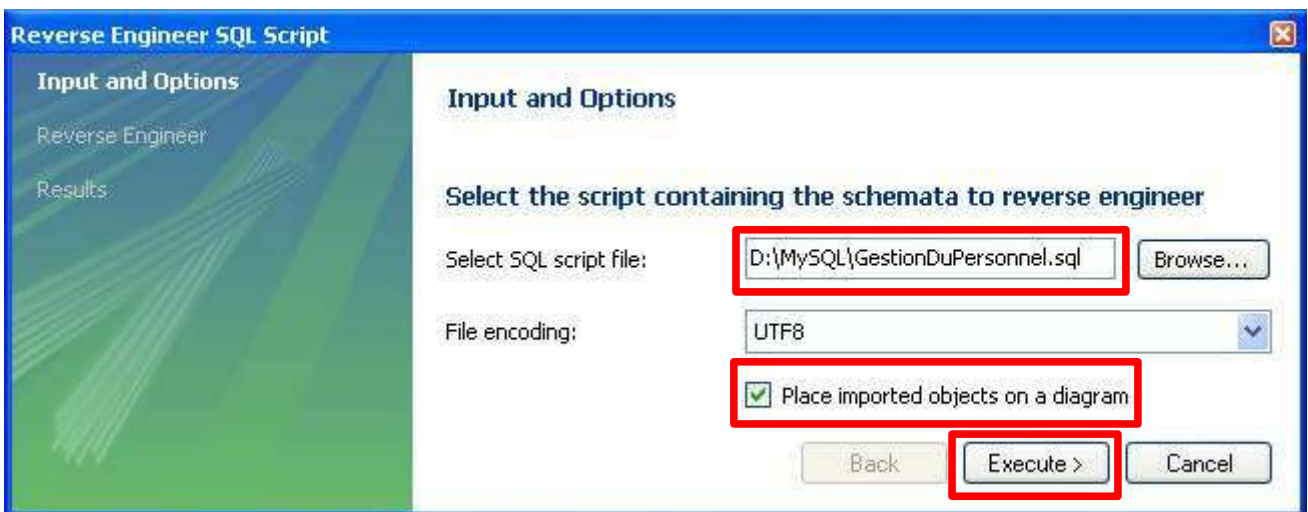 Reverse Engineer SQL Script
Input and Options
Reverse Engineer
Results
Input and Options
Select the script containing the schemata to reverse engineer
Select SQL script file:
D:\MySQL\GestionDuPersonnel.sql
Browse...
File encoding:
UTF8
Place imported objects on a diagram
Back
Execute >
Cancel